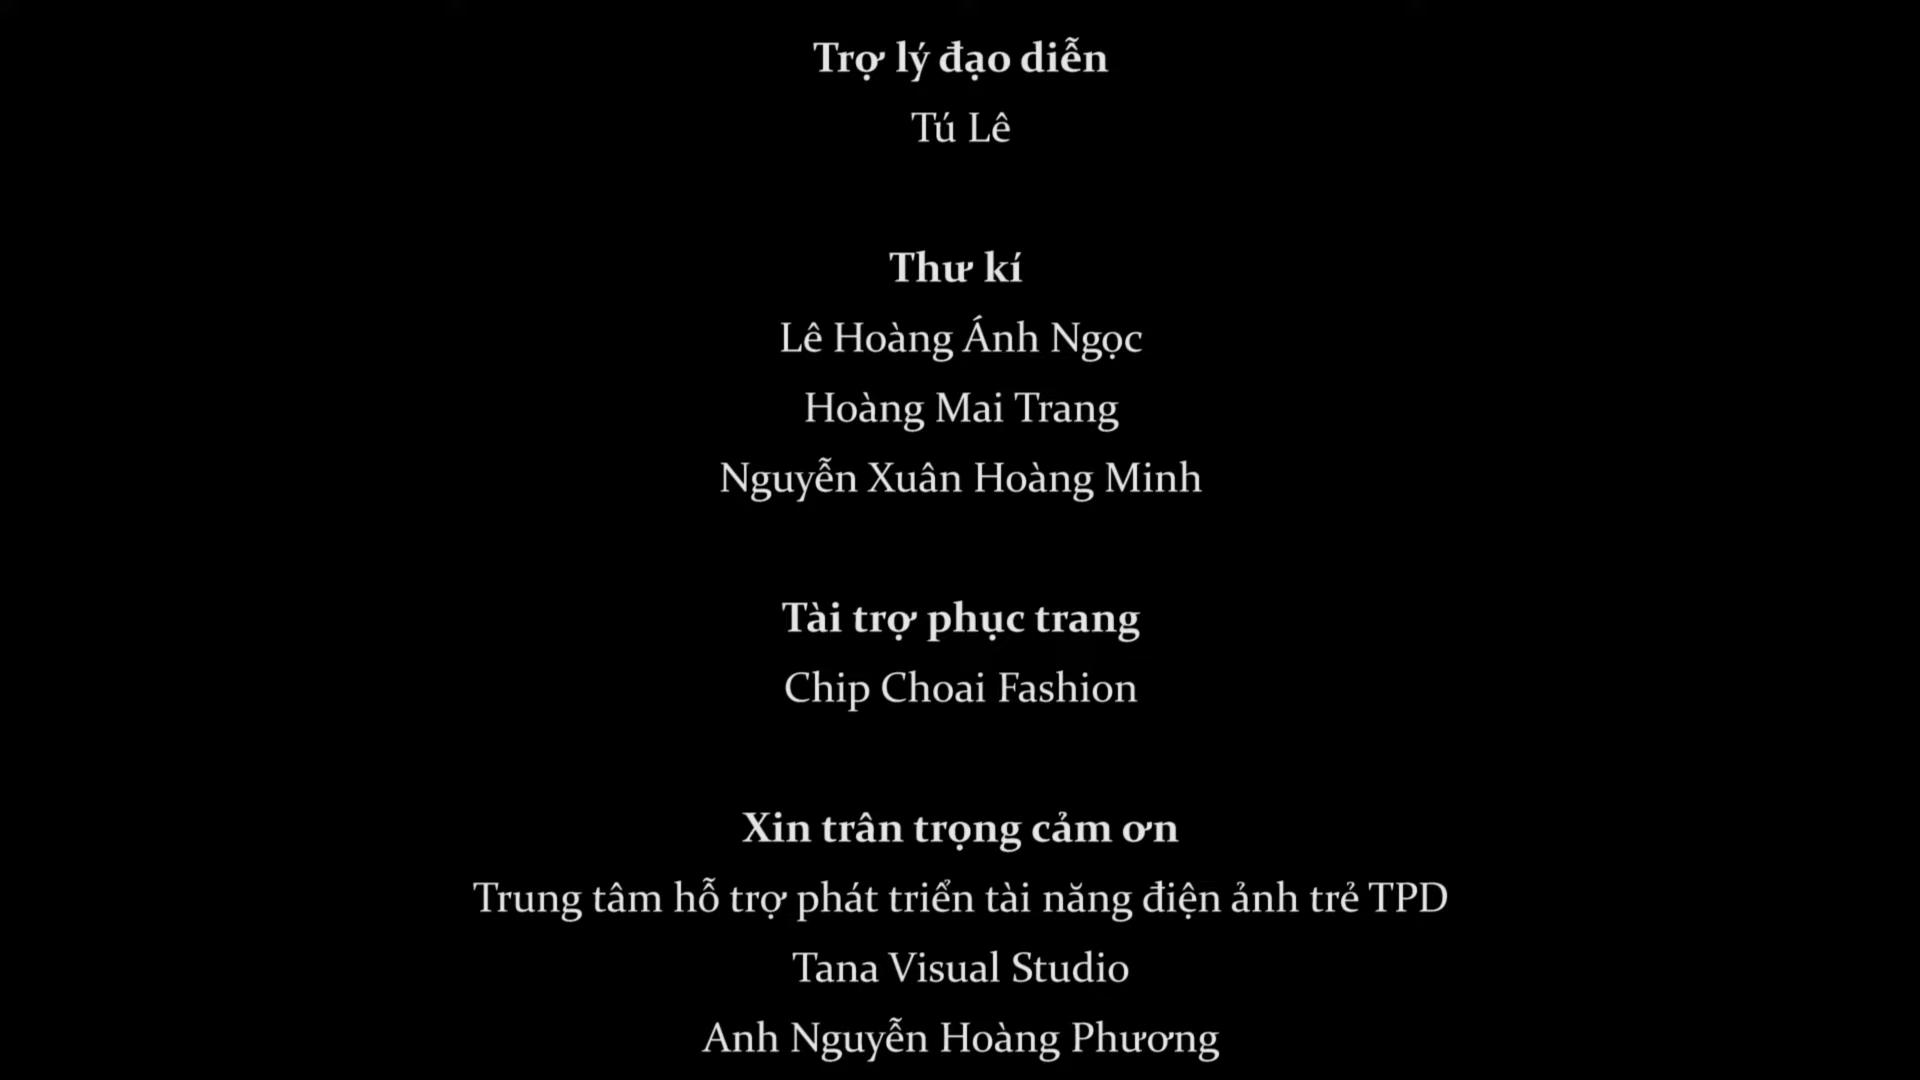 Trợ lý đạo diễn
Tú Lê
Thư kí
Lê Hoàng Ánh Ngọc
Hoàng Mai Trang
Nguyễn Xuân Hoàng Minh
Tài trợ phục trang
Chip Choai Fashion
Xin trân trọng cảm ơn
Trung tâm hỗ trợ phát triển tài năng điện ảnh trẻ TPD
Tana Visual Studio
Anh Nguyễn Hoàng Phương